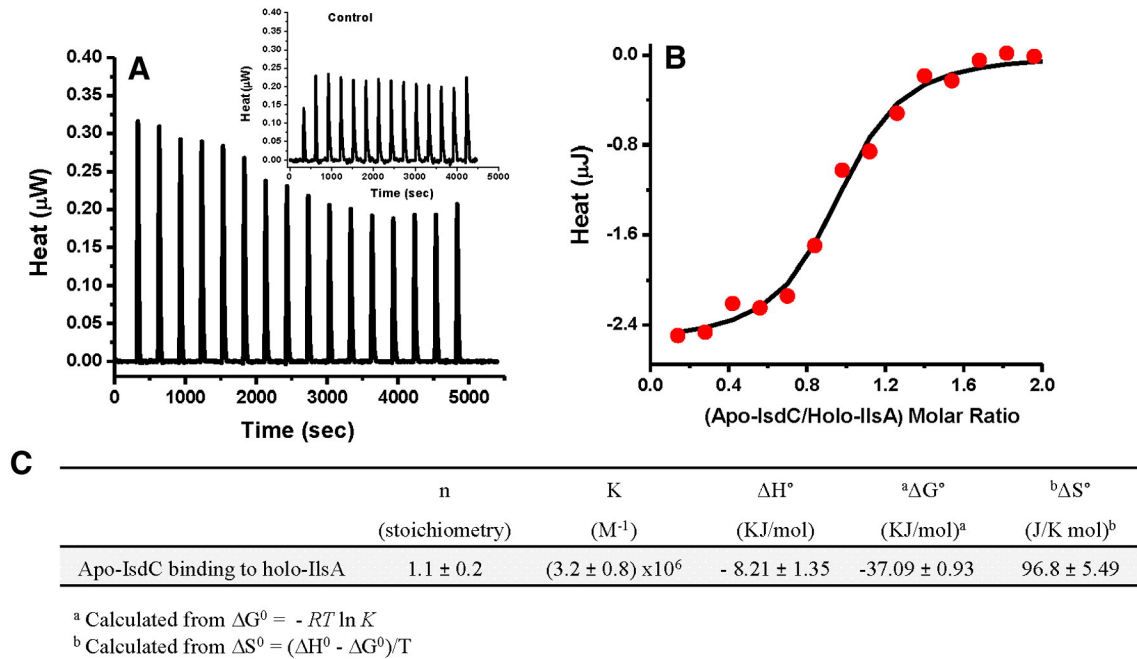 A
Heat (μW)
0.40
0.35
0.30
0.25
0.20
0.15
0.10
0.05
0.00
0 1000 2000 3000 4000 5000
Time (sec)
Control
Heat (μW)
0.40
0.35
0.30
0.25
0.20
0.15
0.10
0.05
0.00
0 1000 2000 3000 4000 5000
Time (sec)
B
Heat (μJ)
0.0
-0.8
-1.6
-2.4
0.0 0.4 0.8 1.2 1.6 2.0
(Apo-IsdC/Holo-IlsA) Molar Ratio
C
n K ΔH° ᵃΔG° ᵇΔS°
(stoichiometry) (M⁻¹) (KJ/mol) (KJ/mol)ᵃ (J/K mol)ᵇ
Apo-IsdC binding to holo-IlsA 1.1 ± 0.2 (3.2 ± 0.8) x10⁶ - 8.21 ± 1.35 -37.09 ± 0.93 96.8 ± 5.49
ᵃ Calculated from ΔG⁰ = - RT ln K
ᵇ Calculated from ΔS⁰ = (ΔH⁰ - ΔG⁰)/T